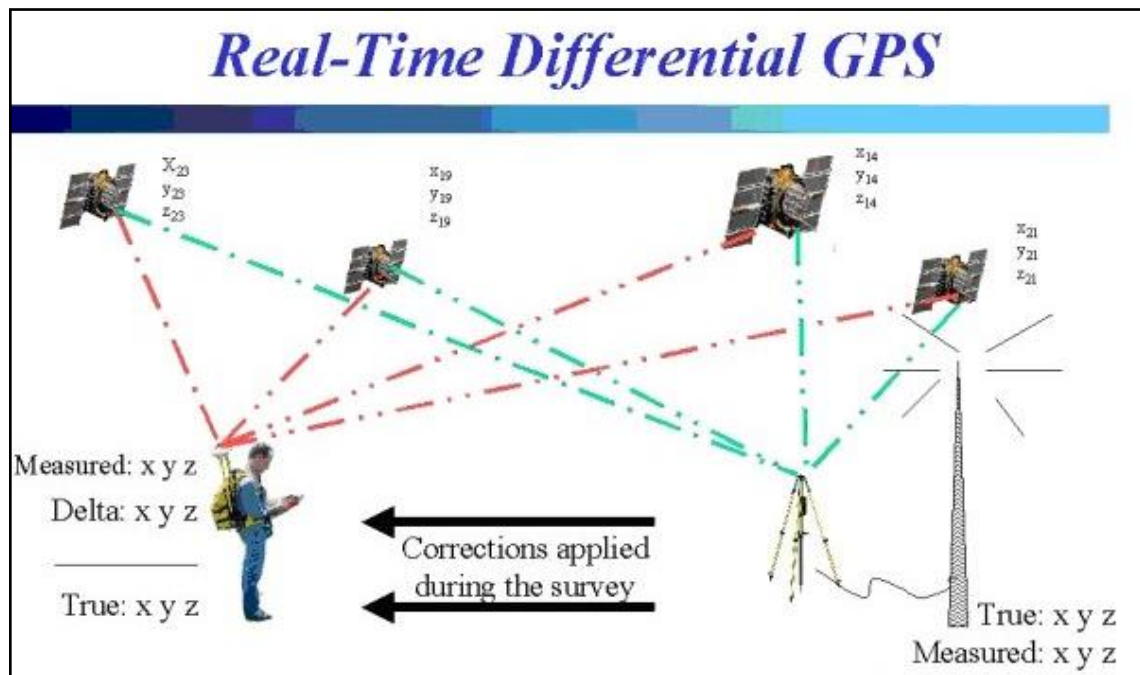 Real-Time Differential GPS
X23
y23
z23
x19
y19
z19
x14
y14
z14
x21
y21
z21
Measured: x y z
Delta: x y z
True: x y z
Corrections applied
during the survey
True: x y z
Measured: x y z